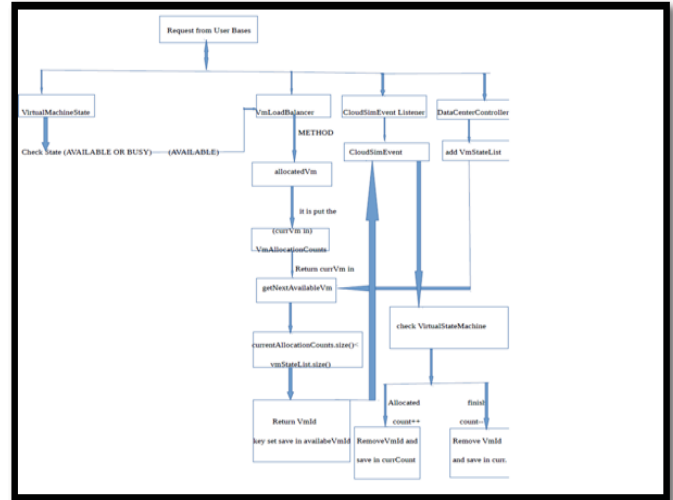 Request from User Bases
VirtualMachineState
VmLoadBalancer
CloudSimEvent Listener
DataCenterController
METHOD
Check State (AVAILABLE OR BUSY)
(AVAILABLE)
CloudSimEvent
add VmStateList
allocatedVm
it is put the
(currVm in)
VmAllocationCounts
Return currVm in
getNextAvailableVm
check VirtualStateMachine
currentAllocationCounts.size()<
vmStateList.size()
Return VmId
key set save in availabeVmId
Allocated
count++
finish
count--
RemoveVmId and
save in currCount
Remove VmId
and save in curr.